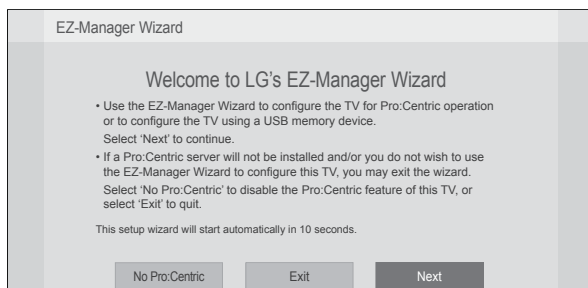 EZ-Manager Wizard
Welcome to LG's EZ-Manager Wizard
• Use the EZ-Manager Wizard to configure the TV for Pro:Centric operation
or to configure the TV using a USB memory device.
Select 'Next' to continue.
• If a Pro:Centric server will not be installed and/or you do not wish to use
the EZ-Manager Wizard to configure this TV, you may exit the wizard.
Select 'No Pro:Centric' to disable the Pro:Centric feature of this TV, or
select 'Exit' to quit.
This setup wizard will start automatically in 10 seconds.
No Pro:Centric Exit Next